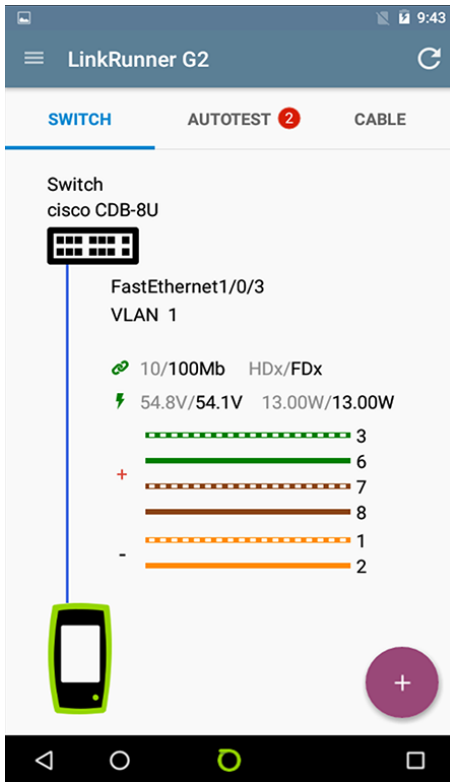 9:43
LinkRunner G2
SWITCH AUTOTEST 2 CABLE
Switch
cisco CDB-8U
FastEthernet1/0/3
VLAN 1
10/100Mb HDx/FDx
54.8V/54.1V 13.00W/13.00W
3
6
+
7
8
1
-
2
+